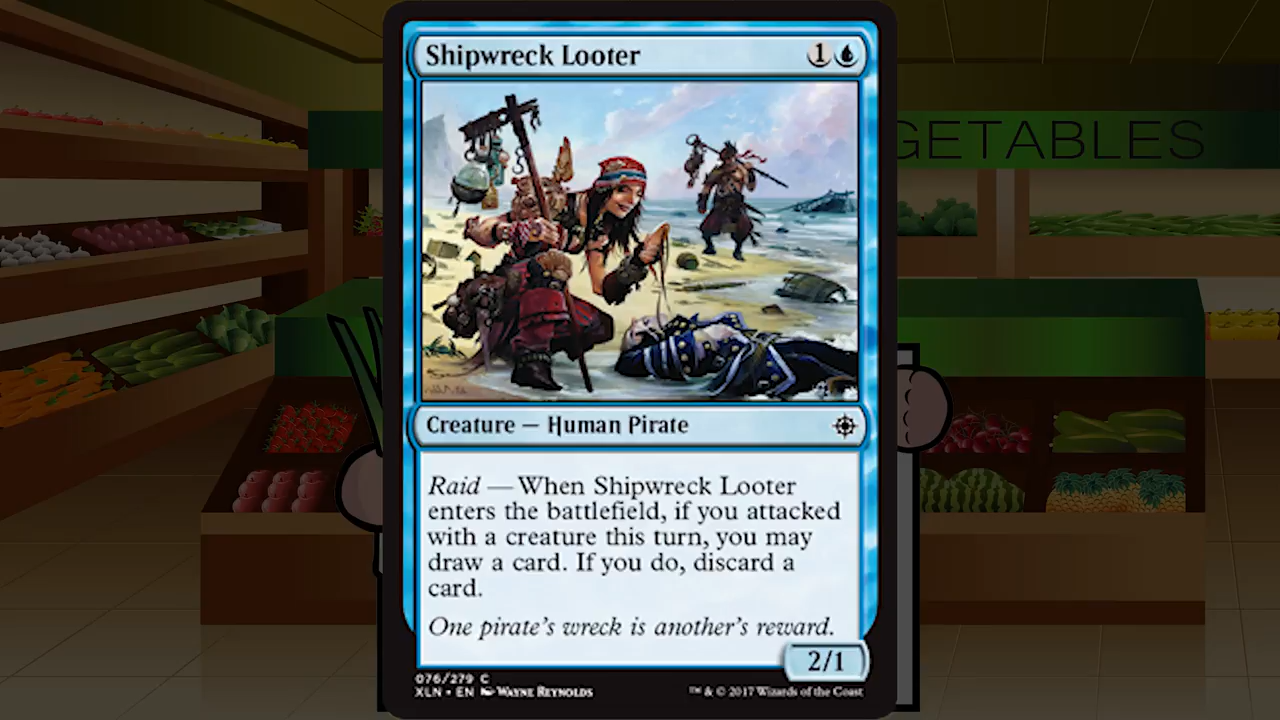 Shipwreck Looter 1
GETABLES
Creature — Human Pirate
Raid — When Shipwreck Looter
enters the battlefield, if you attacked
with a creature this turn, you may
draw a card. If you do, discard a
card.
One pirate's wreck is another's reward.
2/1
076/279 C
XLN • EN Wayne Reynolds
™ & © 2017 Wizards of the Coast